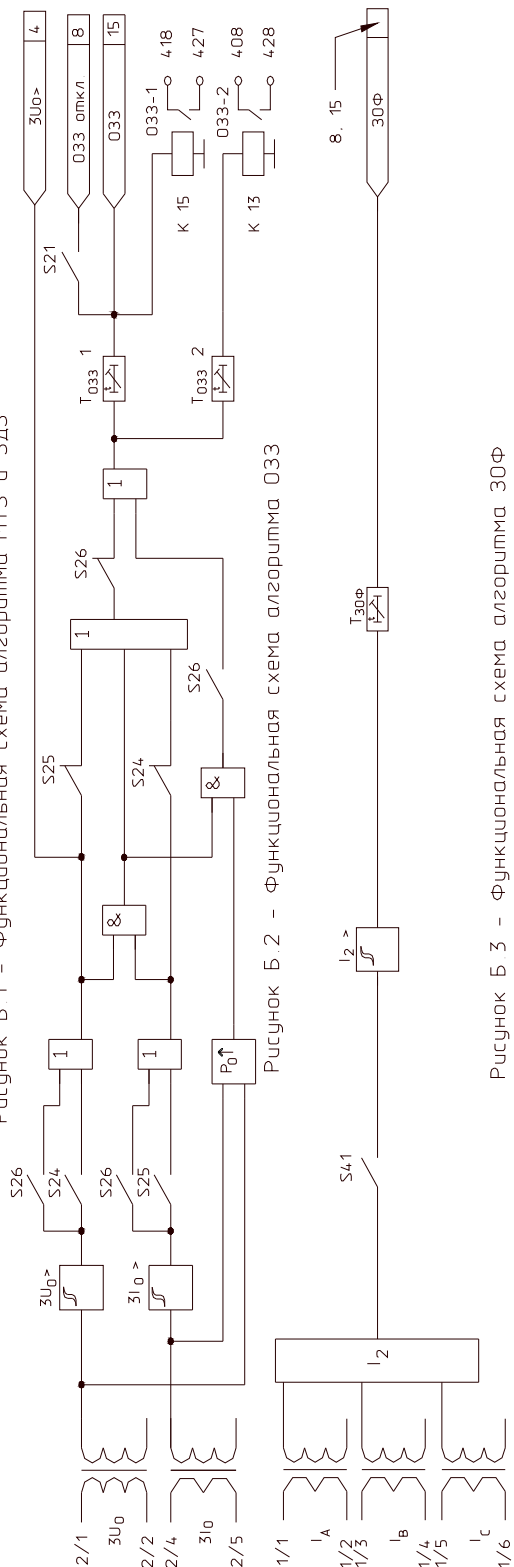 Рисунок Б.1 – Функциональная схема алгоритма МТЗ и ЗДЗ
3U0>
4
ОЗЗ откл.
8
ОЗЗ
15
S21
ОЗЗ-1
418
427
К 15
ОЗЗ-2
408
428
К 13
TОЗЗ 1
TОЗЗ 2
1
S26
1
S25
S24
S26
&
&
1
1
P0↑
S26
S24
S26
S25
3U0>
3I0 >
2/1
3U0
2/2
2/4
3I0
2/5
Рисунок Б.2 – Функциональная схема алгоритма ОЗЗ
8, 15
1
ЗОФ
TЗОФ
I2 >
S41
I2
1/1
IA
1/2
1/3
IB
1/4
1/5
IC
1/6
Рисунок Б.3 – Функциональная схема алгоритма ЗОФ